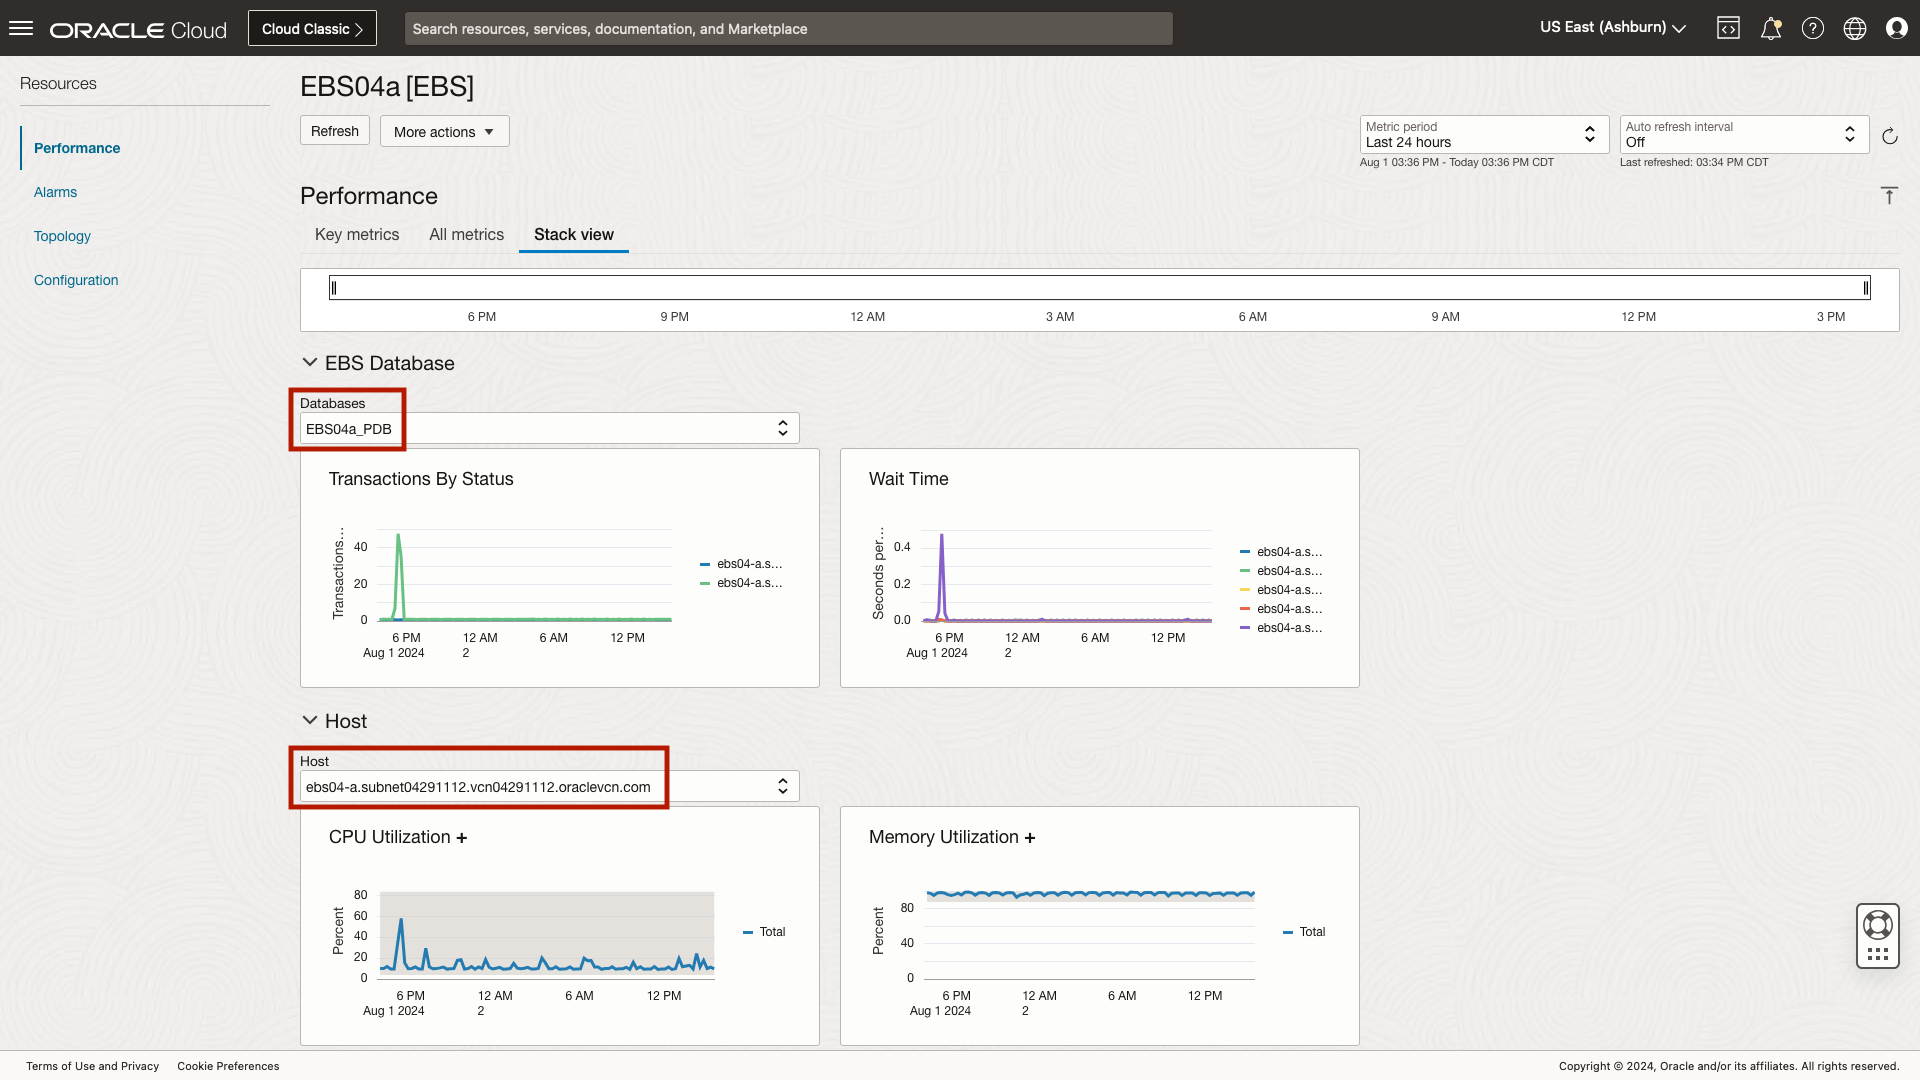 ORACLE Cloud
Cloud Classic
Search resources, services, documentation, and Marketplace
US East (Ashburn)
Resources
Performance
Alarms
Topology
Configuration
EBS04a [EBS]
Refresh
More actions
Metric period
Last 24 hours
Aug 1 03:36 PM - Today 03:36 PM CDT
Auto refresh interval
Off
Last refreshed: 03:34 PM CDT
Performance
Key metrics
All metrics
Stack view
6 PM 9 PM 12 AM 3 AM 6 AM 9 AM 12 PM 3 PM
EBS Database
Databases
EBS04a_PDB
Transactions By Status
Transactions...
40
20
0
6 PM 12 AM 6 AM 12 PM
Aug 1 2024 2
ebs04-a.s...
ebs04-a.s...
Wait Time
Seconds per...
0.4
0.2
0.0
6 PM 12 AM 6 AM 12 PM
Aug 1 2024 2
ebs04-a.s...
ebs04-a.s...
ebs04-a.s...
ebs04-a.s...
ebs04-a.s...
Host
Host
ebs04-a.subnet04291112.vcn04291112.oraclevcn.com
CPU Utilization +
Percent
80
60
40
20
0
6 PM 12 AM 6 AM 12 PM
Aug 1 2024 2
Total
Memory Utilization +
Percent
80
40
0
6 PM 12 AM 6 AM 12 PM
Aug 1 2024 2
Total
Terms of Use and Privacy
Cookie Preferences
Copyright © 2024, Oracle and/or its affiliates. All rights reserved.